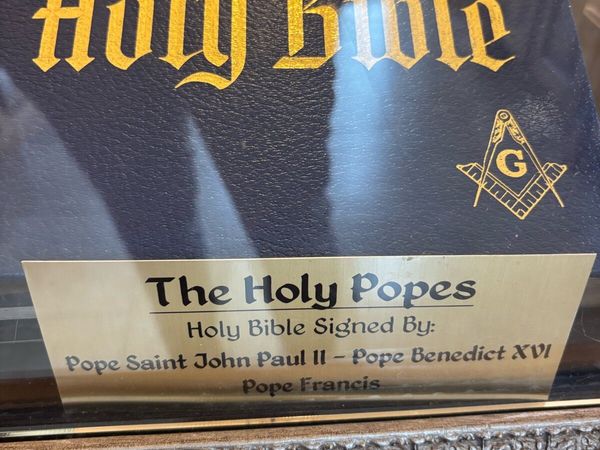 Holy Bible
G
The Holy Popes
Holy Bible Signed By:
Pope Saint John Paul II - Pope Benedict XVI
Pope Francis